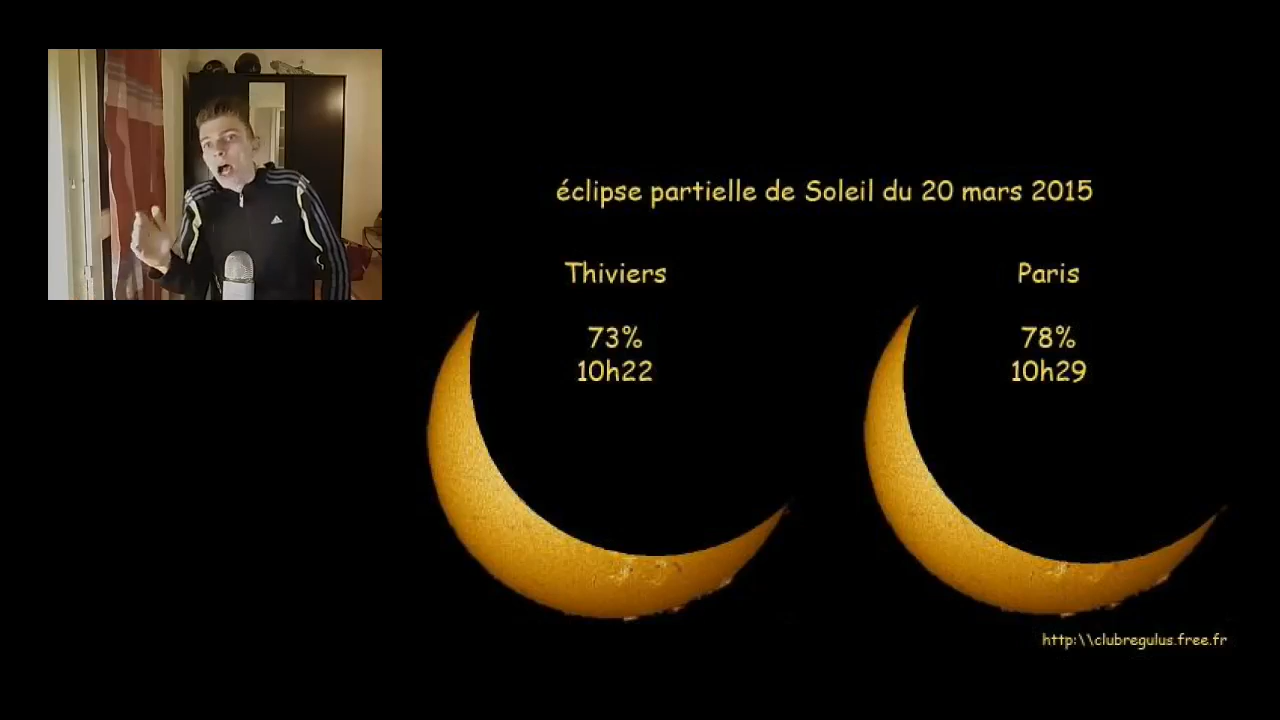 éclipse partielle de Soleil du 20 mars 2015
Thiviers
73%
10h22
Paris
78%
10h29
http:\\clubregulus.free.fr